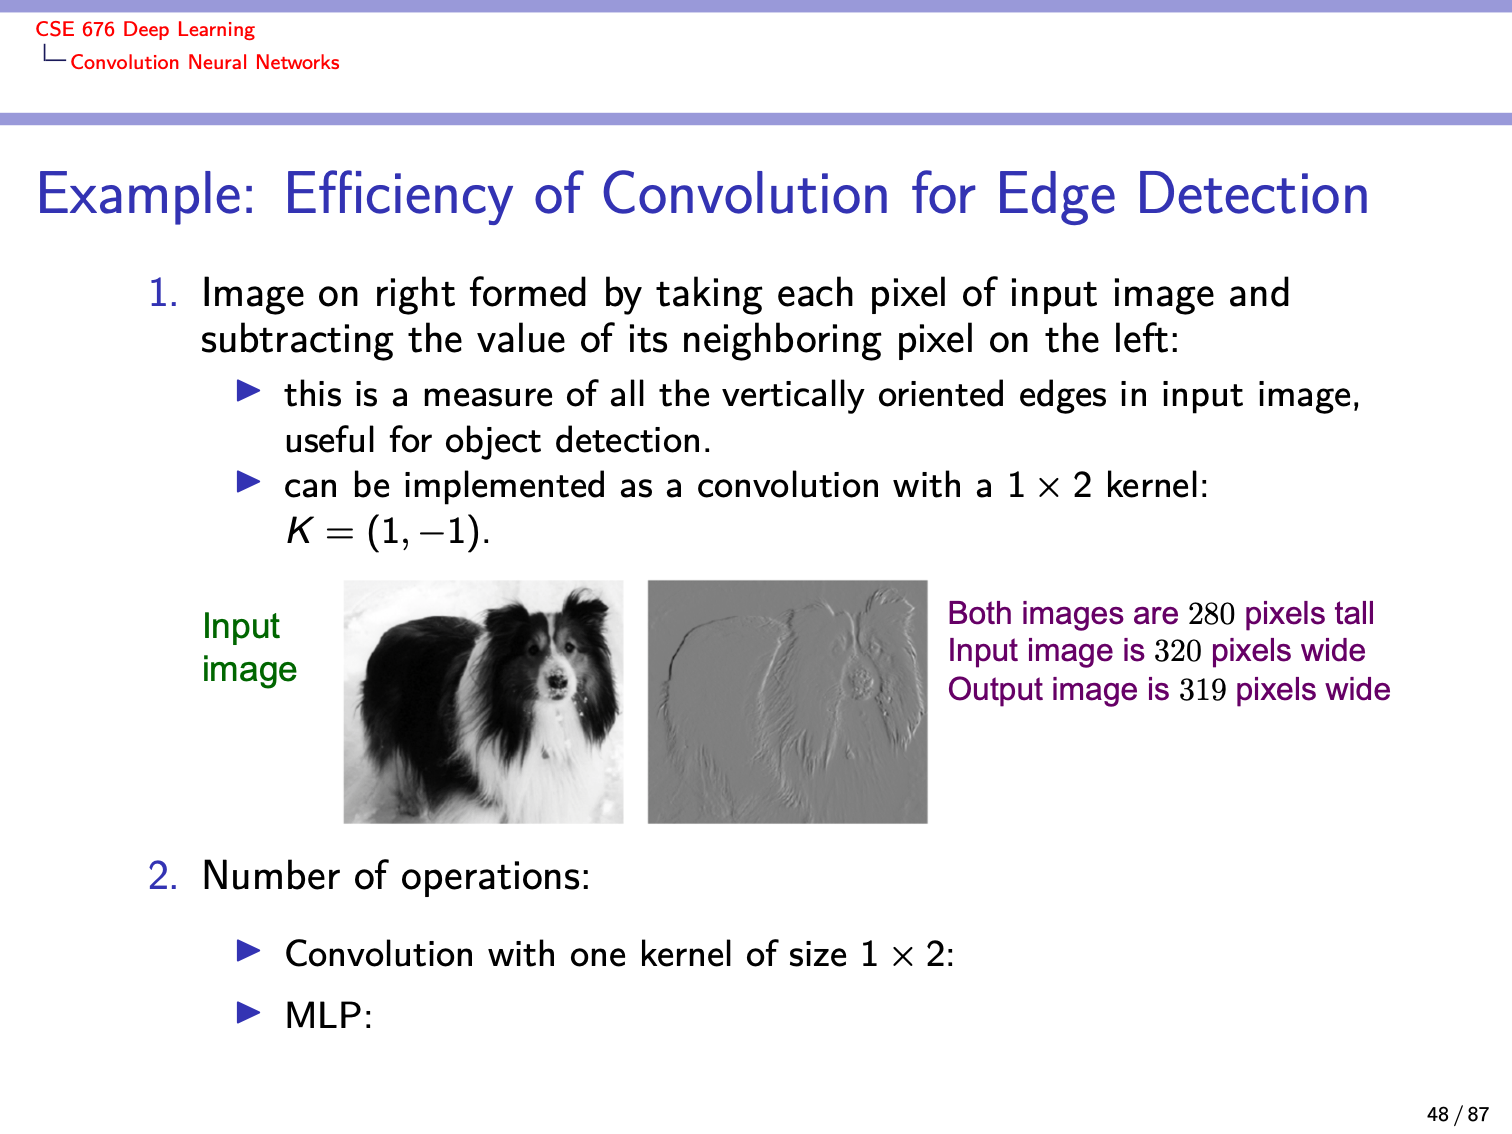 CSE 676 Deep Learning
Convolution Neural Networks
Example: Efficiency of Convolution for Edge Detection
1. Image on right formed by taking each pixel of input image and
subtracting the value of its neighboring pixel on the left:
▶ this is a measure of all the vertically oriented edges in input image,
useful for object detection.
▶ can be implemented as a convolution with a 1 × 2 kernel:
K = (1, −1).
Input
image
Both images are 280 pixels tall
Input image is 320 pixels wide
Output image is 319 pixels wide
2. Number of operations:
▶ Convolution with one kernel of size 1 × 2:
▶ MLP:
48 / 87